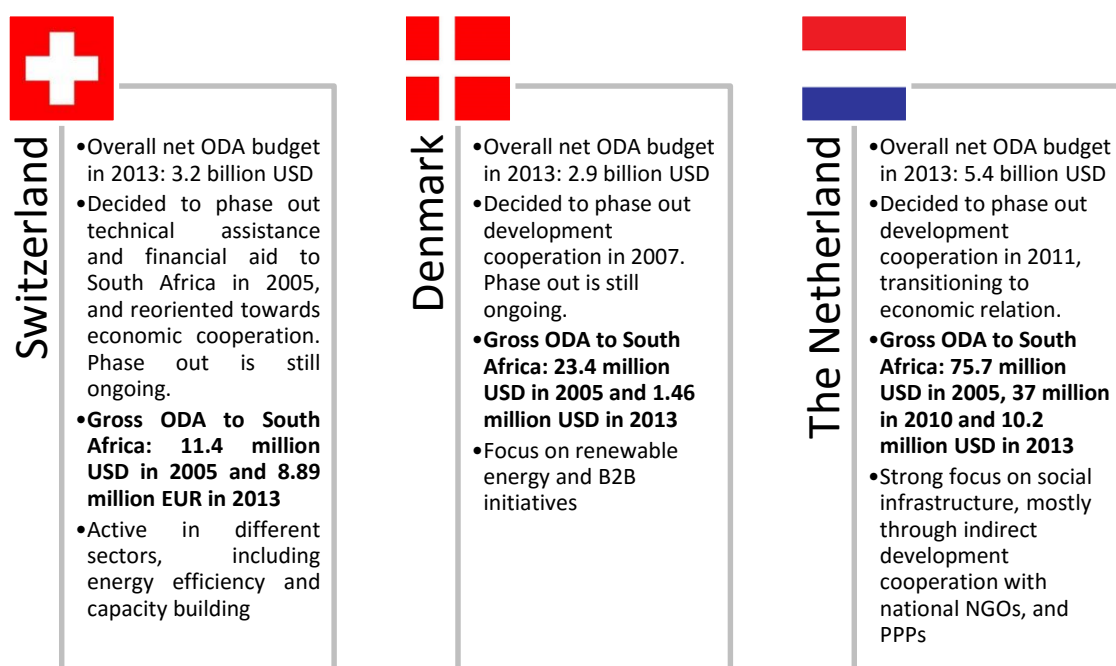 Switzerland
•Overall net ODA budget
in 2013: 3.2 billion USD
•Decided to phase out
technical assistance
and financial aid to
South Africa in 2005,
and reoriented towards
economic cooperation.
Phase out is still
ongoing.
•Gross ODA to South
Africa: 11.4 million
USD in 2005 and 8.89
million EUR in 2013
•Active in different
sectors, including
energy efficiency and
capacity building
Denmark
•Overall net ODA budget
in 2013: 2.9 billion USD
•Decided to phase out
development
cooperation in 2007.
Phase out is still
ongoing.
•Gross ODA to South
Africa: 23.4 million
USD in 2005 and 1.46
million USD in 2013
•Focus on renewable
energy and B2B
initiatives
The Netherland
•Overall net ODA budget
in 2013: 5.4 billion USD
•Decided to phase out
development
cooperation in 2011,
transitioning to
economic relation.
•Gross ODA to South
Africa: 75.7 million
USD in 2005, 37 million
in 2010 and 10.2
million USD in 2013
•Strong focus on social
infrastructure, mostly
through indirect
development
cooperation with
national NGOs, and
PPPs